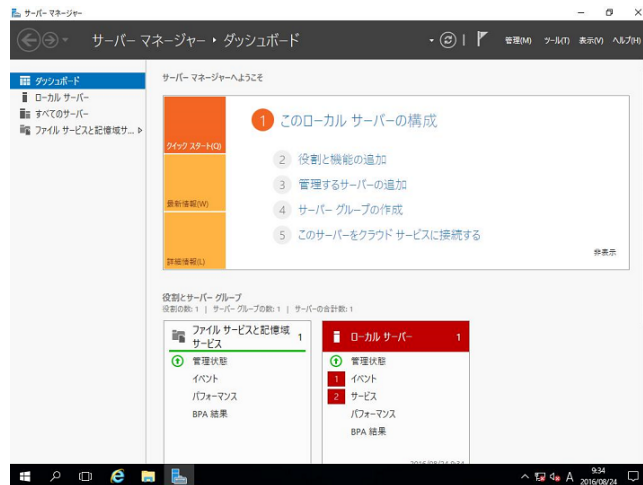 サーバー マネージャー
サーバー マネージャー・ダッシュボード
管理(M) ツール(T) 表示(V) ヘルプ(H)
ダッシュボード
ローカル サーバー
すべてのサーバー
ファイル サービスと記憶域サ...
サーバー マネージャーへようこそ
クイック スタート(Q)
最新情報(W)
詳細情報(L)
1 このローカル サーバーの構成
2 役割と機能の追加
3 管理するサーバーの追加
4 サーバー グループの作成
5 このサーバーをクラウド サービスに接続する
非表示
役割とサーバー グループ
役割の数: 1 | サーバー グループの数: 1 | サーバーの合計数: 1
ファイル サービスと記憶域
サービス
1
管理状態
イベント
パフォーマンス
BPA 結果
ローカル サーバー 1
管理状態
1 イベント
2 サービス
パフォーマンス
BPA 結果
2016/08/24 9:34
A
9:34
2016/08/24